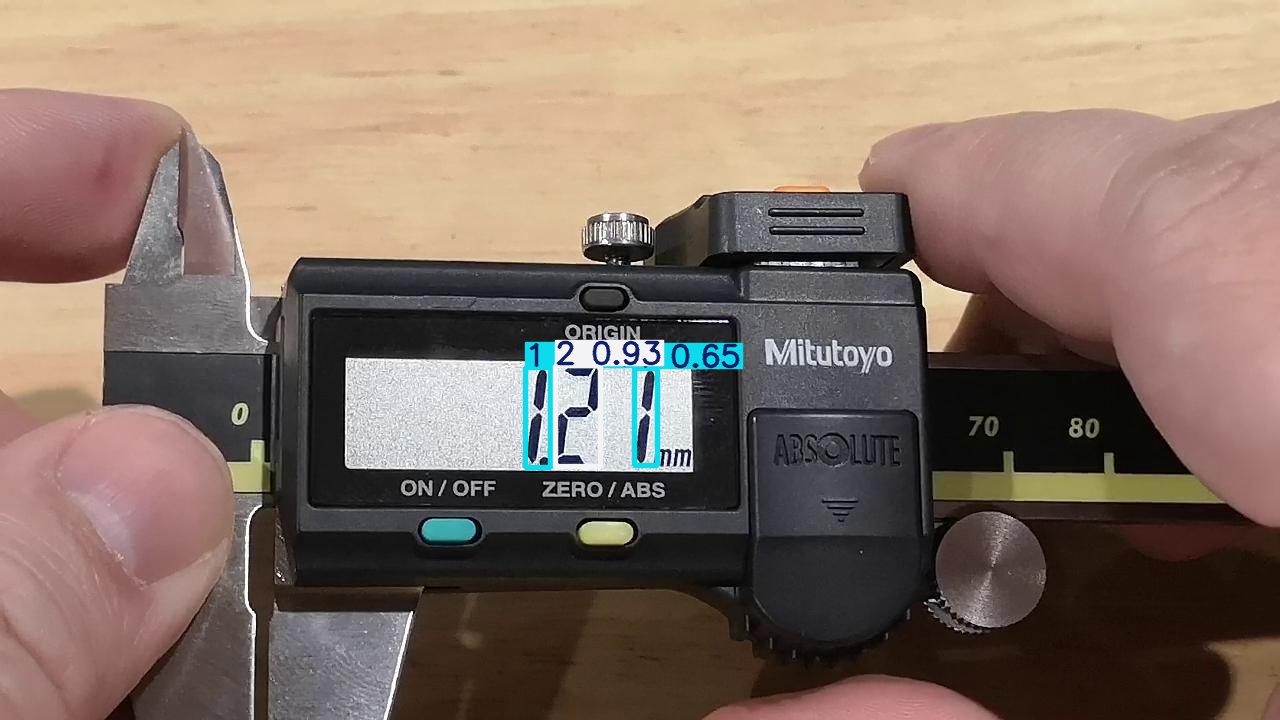 ORIGIN
1 2 0.93 0.65
Mitutoyo
1.21 mm
0
70 80
ABSOLUTE
ON / OFF ZERO / ABS